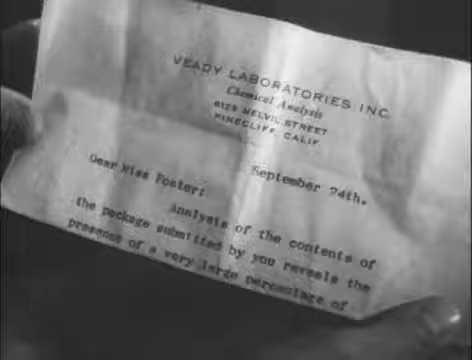 VEADY LABORATORIES INC.
Chemical Analysis
6129 MELVIL STREET
PINECLIFF, CALIF.
September 24th.
Dear Miss Foster:
Analysis of the contents of
the package submitted by you reveals the
presence of a very large percentage of